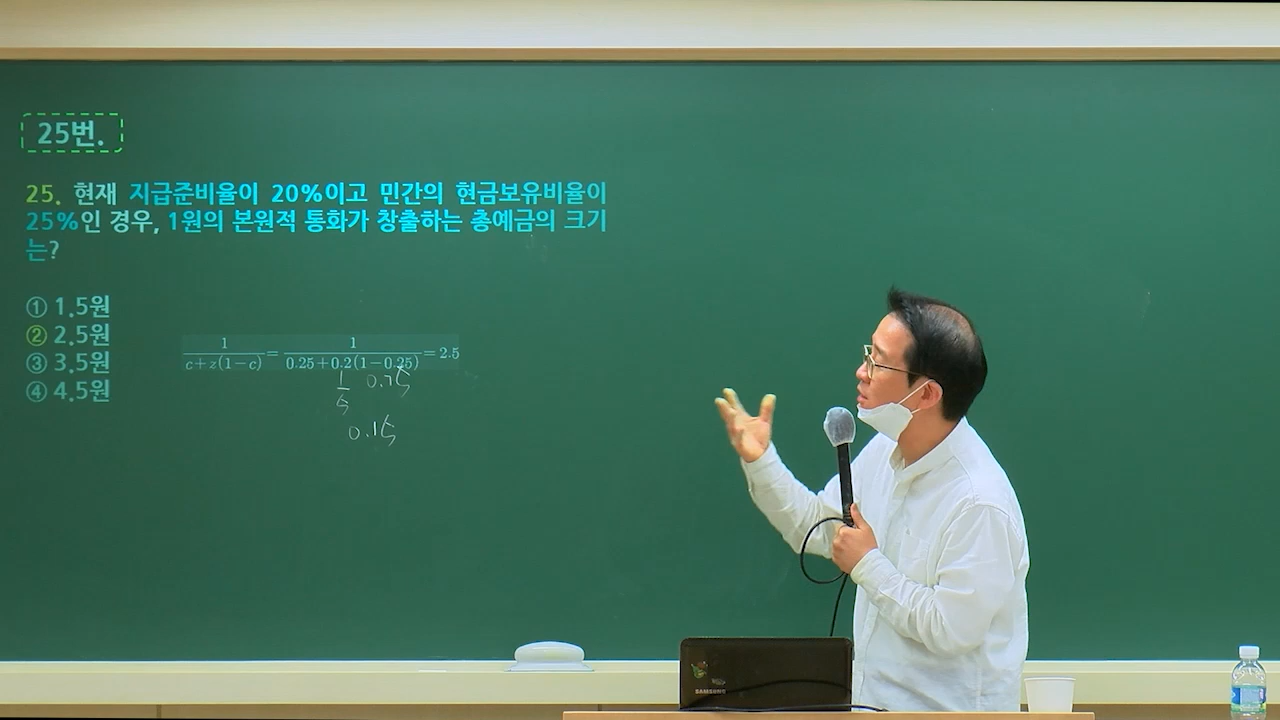 25번.
25. 현재 지급준비율이 20%이고 민간의 현금보유비율이
25%인 경우, 1원의 본원적 통화가 창출하는 총예금의 크기
는?
① 1.5원
② 2.5원
③ 3.5원
④ 4.5원
1/(c+z(1-c)) = 1/(0.25+0.2(1-0.25)) = 2.5
1/5 0.75
0.15
SAMSUNG